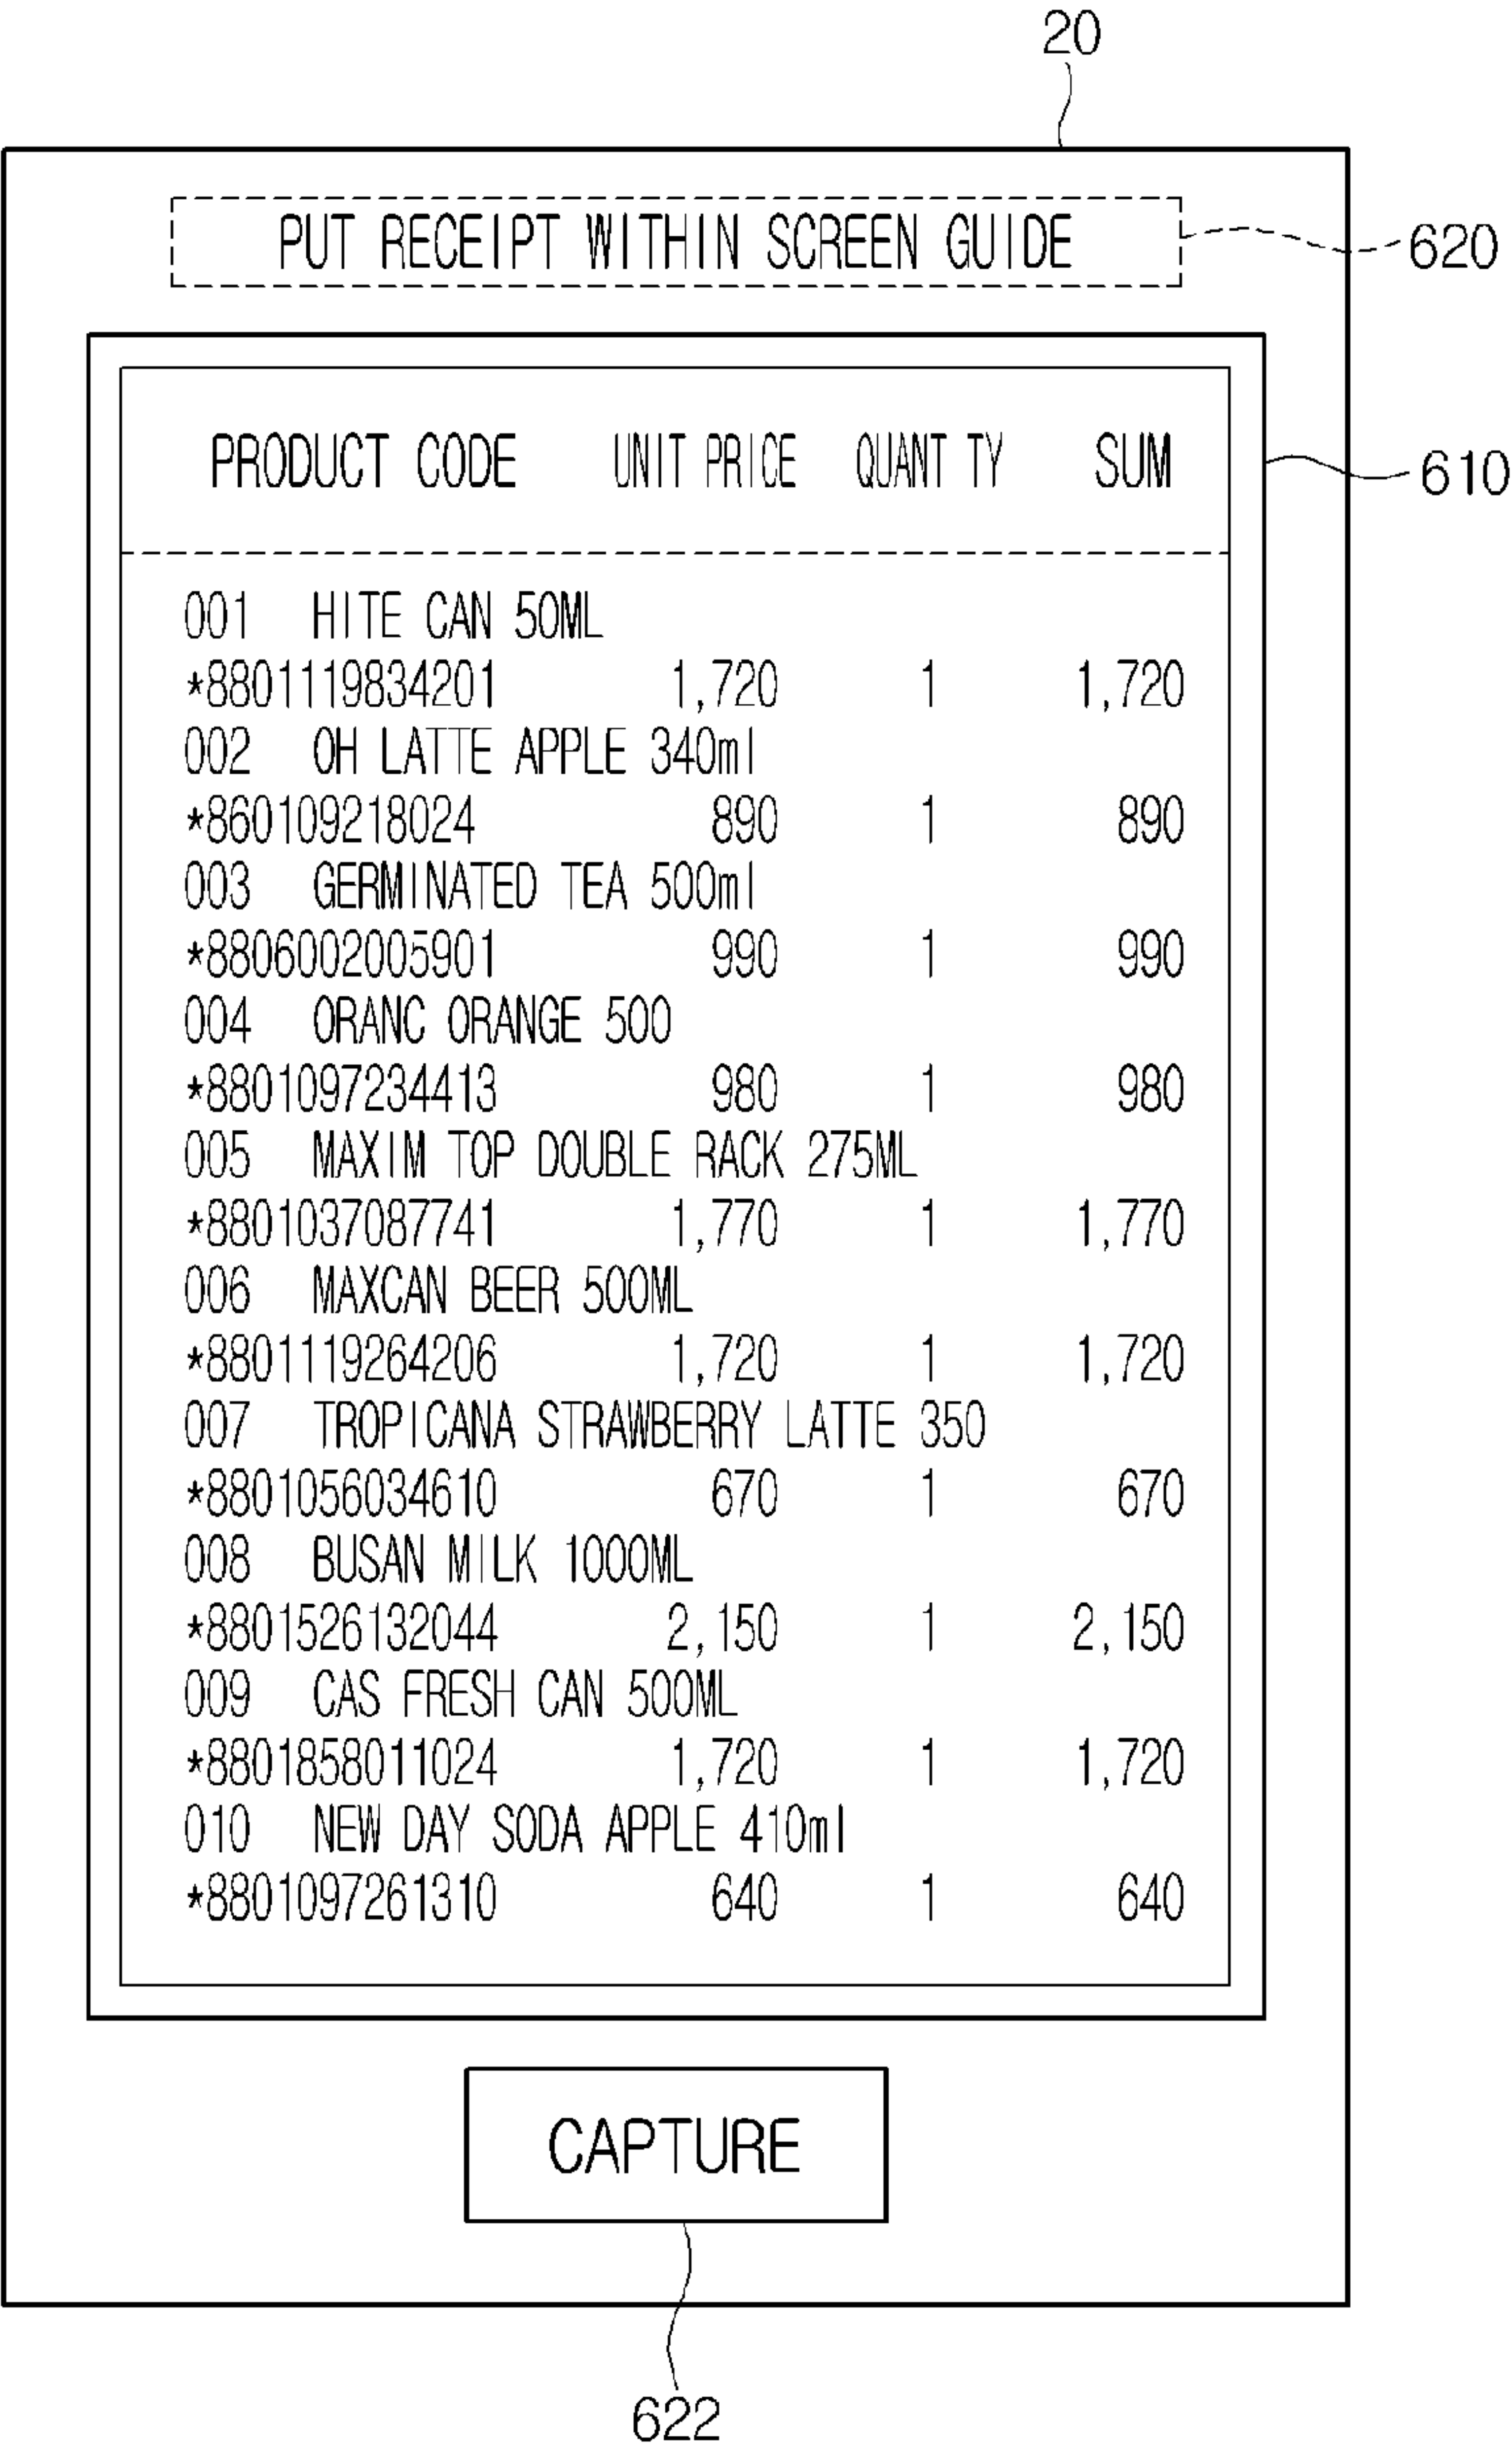 20
PUT RECEIPT WITHIN SCREEN GUIDE
620
PRODUCT CODE UNIT PRICE QUANT TY SUM
610
001 HITE CAN 50ML
*8801119834201 1,720 1 1,720
002 OH LATTE APPLE 340ml
*860109218024 890 1 890
003 GERMINATED TEA 500ml
*8806002005901 990 1 990
004 ORANC ORANGE 500
*8801097234413 980 1 980
005 MAXIM TOP DOUBLE RACK 275ML
*8801037087741 1,770 1 1,770
006 MAXCAN BEER 500ML
*8801119264206 1,720 1 1,720
007 TROPICANA STRAWBERRY LATTE 350
*8801056034610 670 1 670
008 BUSAN MILK 1000ML
*8801526132044 2,150 1 2,150
009 CAS FRESH CAN 500ML
*8801858011024 1,720 1 1,720
010 NEW DAY SODA APPLE 410ml
*8801097261310 640 1 640
CAPTURE
622